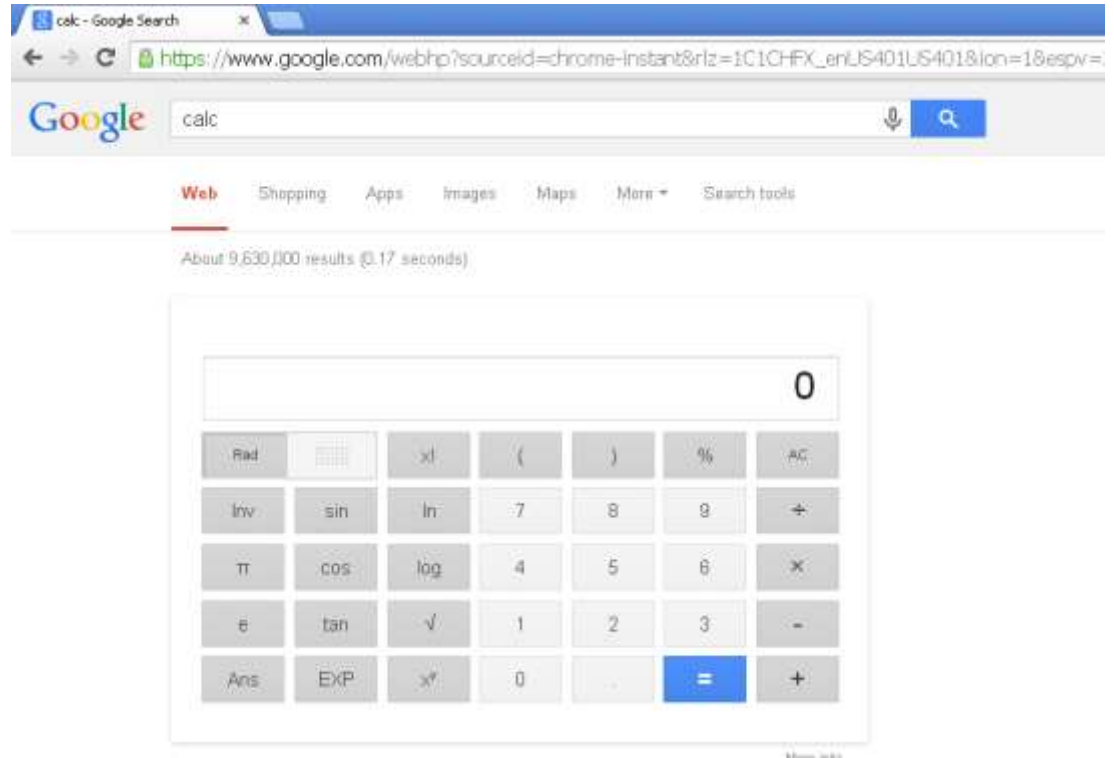 calc - Google Search
https://www.google.com/webhp?sourceid=chrome-instant&rlz=1C1CHFX_enUS401US401&ion=1&espv=
Google calc
Web Shopping Apps Images Maps More Search tools
About 9,630,000 results (0.17 seconds)
0
Rad x! ( ) % AC
Inv sin ln 7 8 9 ÷
π cos log 4 5 6 ×
e tan √ 1 2 3 -
Ans EXP xʸ 0 . = +
More info